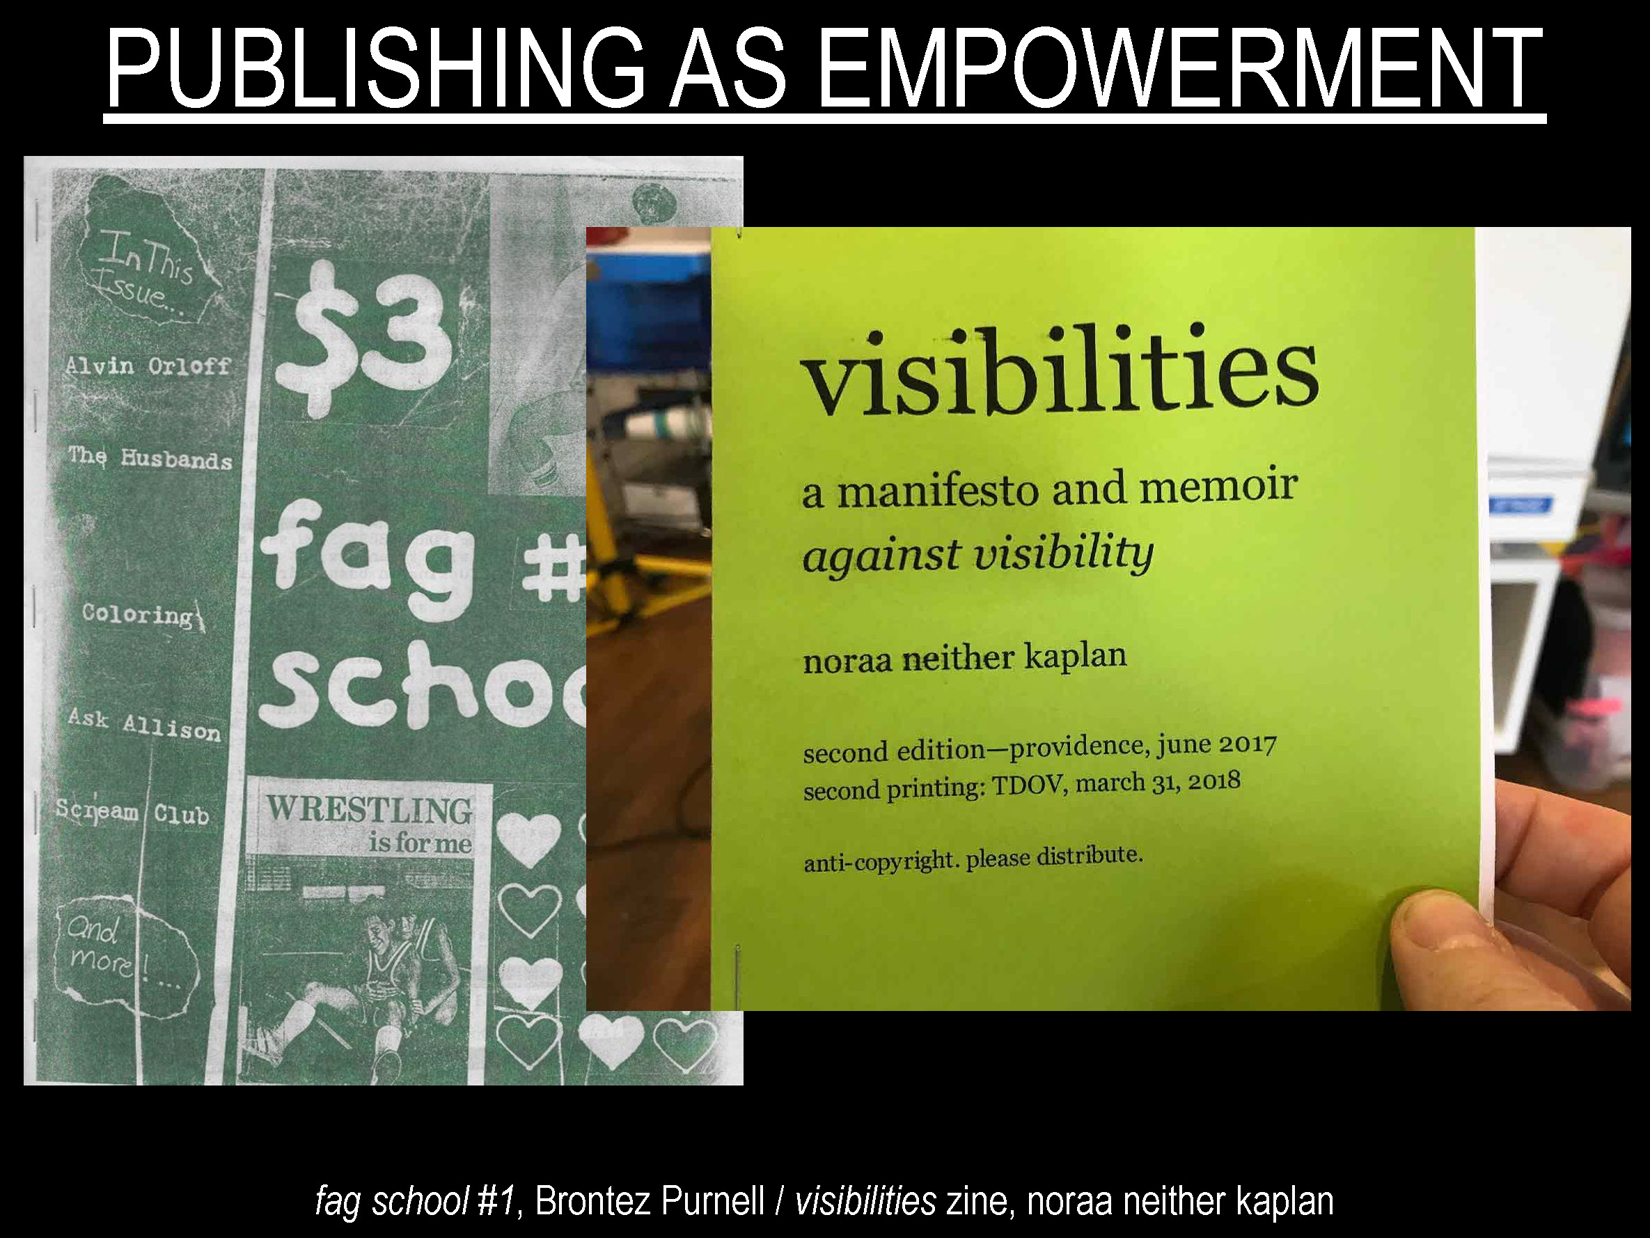 PUBLISHING AS EMPOWERMENT
In This
Issue...
Alvin Orloff
The Husbands
Coloring
Ask Allison
Scream Club
And
more! ...
$3
fag #
schoo
WRESTLING
is for me
visibilities
a manifesto and memoir
against visibility
noraa neither kaplan
second edition—providence, june 2017
second printing: TDOV, march 31, 2018
anti-copyright. please distribute.
fag school #1, Brontez Purnell / visibilities zine, noraa neither kaplan